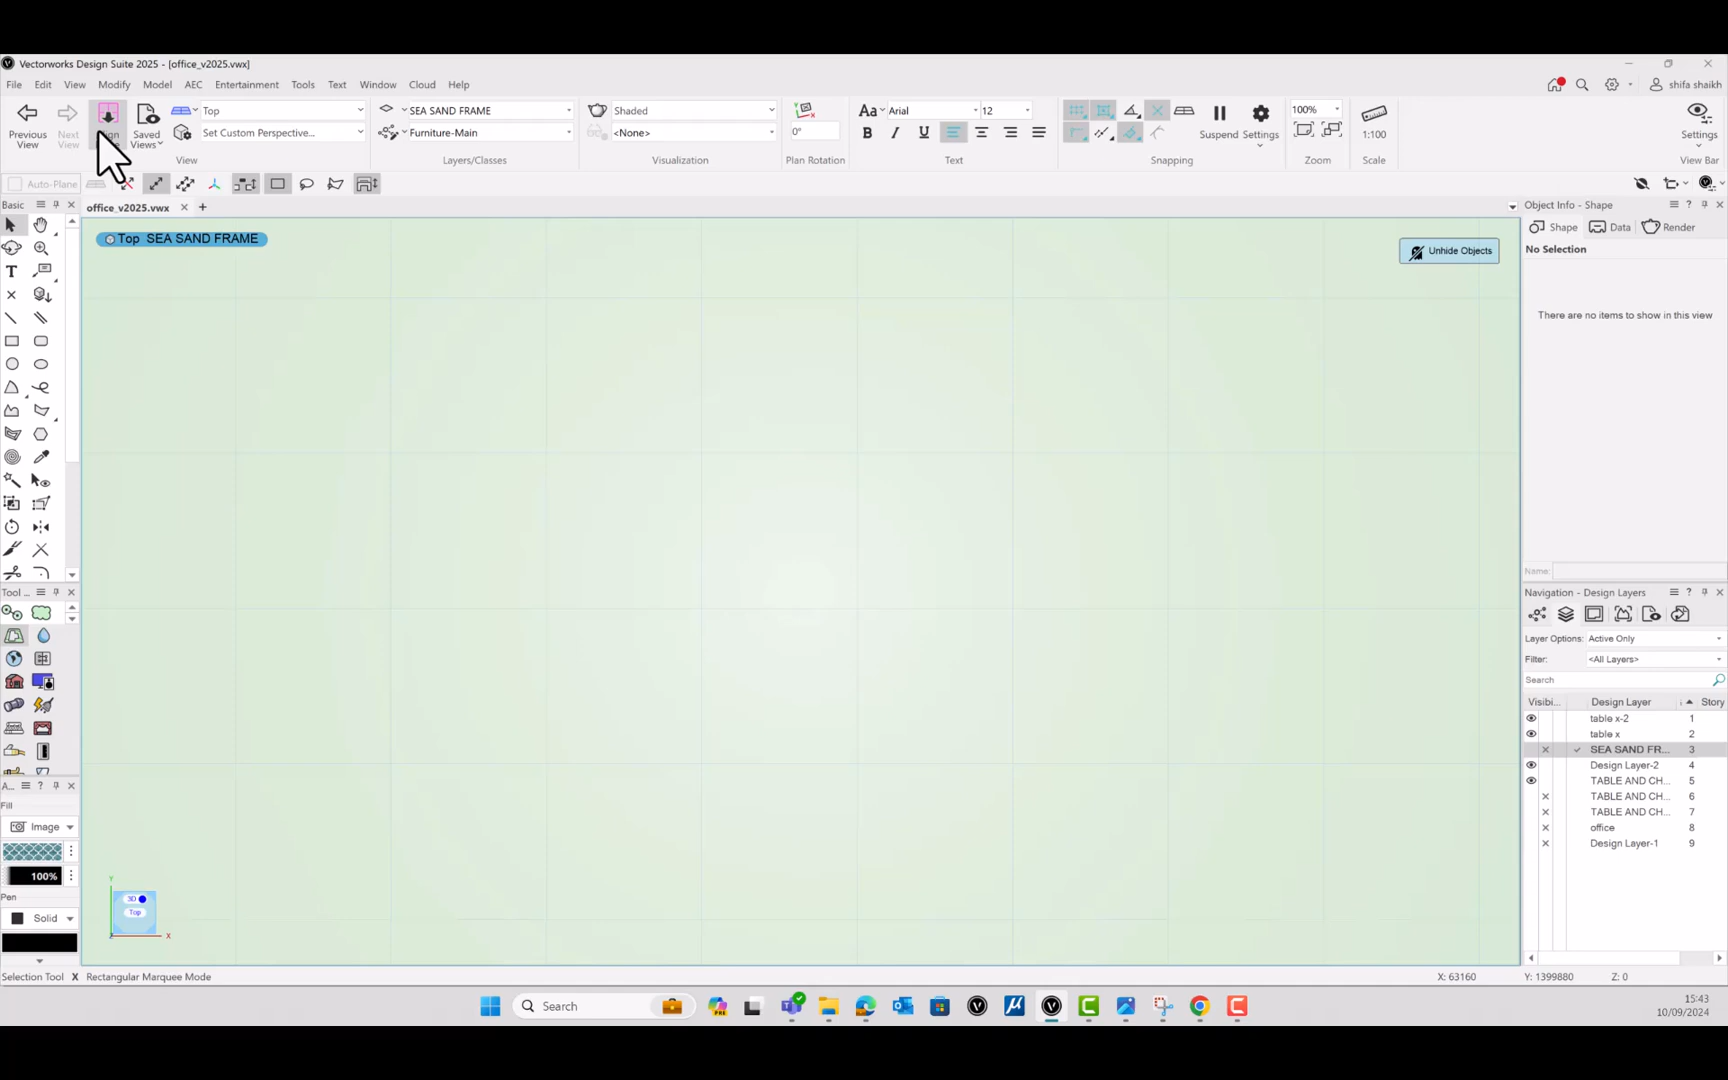 Vectorworks Design Suite 2025 - [office_v2025.vwx]
File Edit View Modify Model AEC Entertainment Tools Text Window Cloud Help
shifa shaikh
Previous View
Next View
Saved Views
Top
Set Custom Perspective...
View
SEA SAND FRAME
Furniture-Main
Layers/Classes
Shaded
<None>
Visualization
0°
Plan Rotation
Aa Arial 12
B I U
Text
Suspend
Settings
Snapping
100%
Zoom
1:100
Scale
Settings
View Bar
Auto-Plane
Basic
office_v2025.vwx
Top SEA SAND FRAME
Unhide Objects
Object Info - Shape
Shape Data Render
No Selection
There are no items to show in this view
Name:
Tool ...
A...
Fill
Image
100%
Pen
Solid
Navigation - Design Layers
Layer Options: Active Only
Filter: <All Layers>
Search
Visibi... Design Layer Story
table x-2 1
table x 2
SEA SAND FR... 3
Design Layer-2 4
TABLE AND CH... 5
TABLE AND CH... 6
TABLE AND CH... 7
office 8
Design Layer-1 9
Y
3D
Top
X
Selection Tool X Rectangular Marquee Mode
X: 63160 Y: 1399880 Z: 0
Search
PRE
15:43
10/09/2024